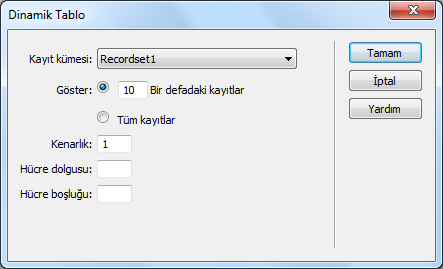 Dinamik Tablo
Kayıt kümesi: Recordset1
Göster: 10 Bir defadaki kayıtlar
Tüm kayıtlar
Kenarlık: 1
Hücre dolgusu:
Hücre boşluğu:
Tamam
İptal
Yardım